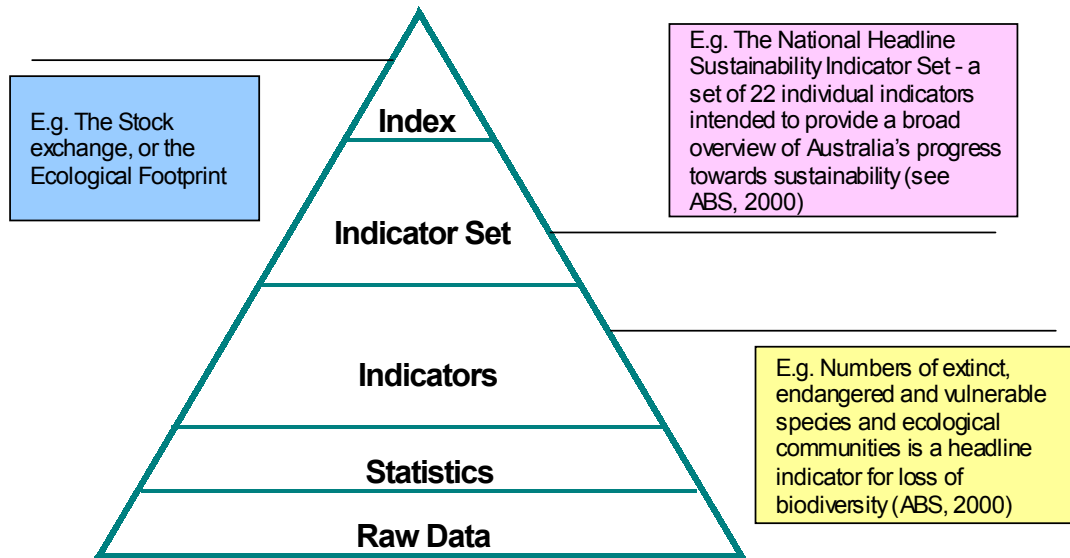 E.g. The Stock
exchange, or the
Ecological Footprint
E.g. The National Headline
Sustainability Indicator Set - a
set of 22 individual indicators
intended to provide a broad
overview of Australia's progress
towards sustainability (see
ABS, 2000)
Index
Indicator Set
Indicators
E.g. Numbers of extinct,
endangered and vulnerable
species and ecological
communities is a headline
indicator for loss of
biodiversity (ABS, 2000)
Statistics
Raw Data